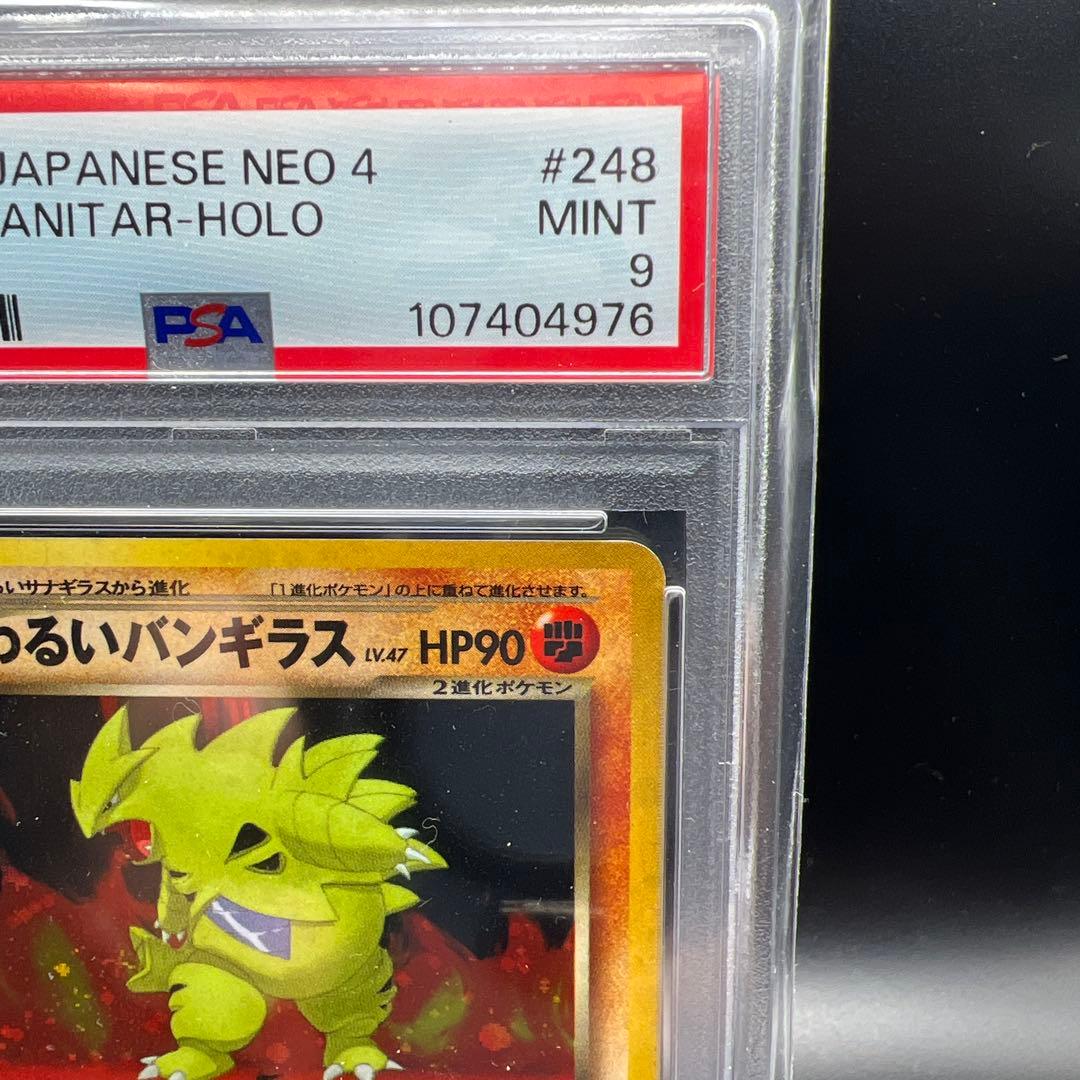 JAPANESE NEO 4 #248
ANITAR-HOLO MINT
9
PSA 107404976
いサナギラスから進化 「1進化ポケモン」の上に重ねて進化させます。
わるいバンギラス LV.47 HP90
2進化ポケモン